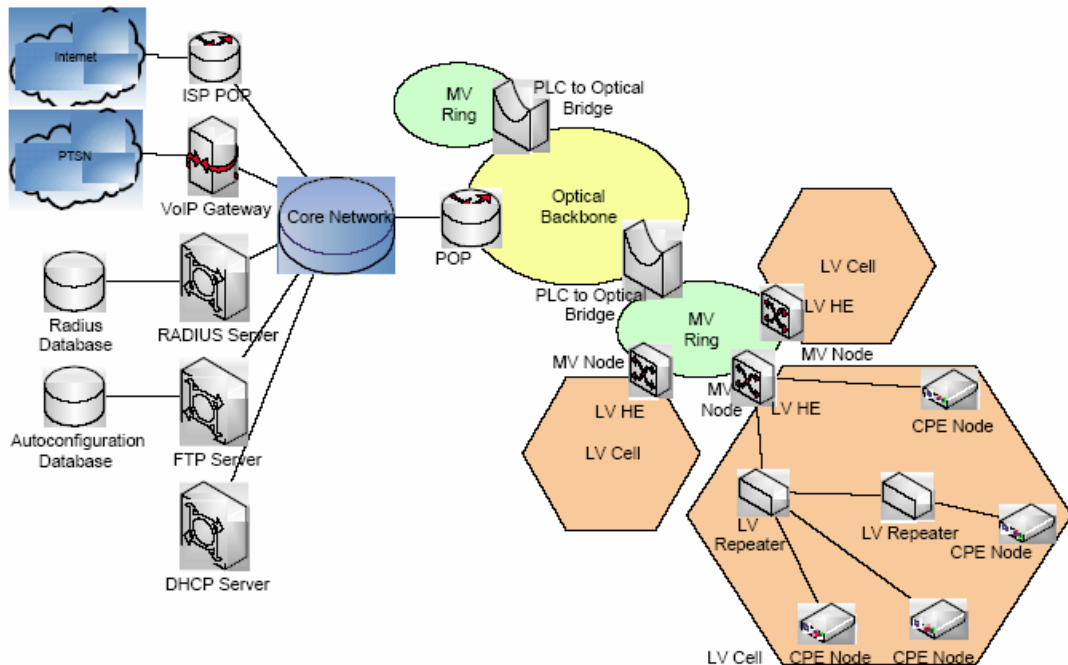 Internet
ISP POP
PTSN
VoIP Gateway
Core Network
Radius
Database
RADIUS Server
Autoconfiguration
Database
FTP Server
DHCP Server
MV
Ring
PLC to Optical
Bridge
Optical
Backbone
POP
PLC to Optical
Bridge
MV
Ring
LV Cell
LV HE
MV Node
MV Node
LV HE
LV Cell
MV
Node
LV HE
CPE Node
LV
Repeater
LV Repeater
CPE Node
LV Cell
CPE Node
CPE Node